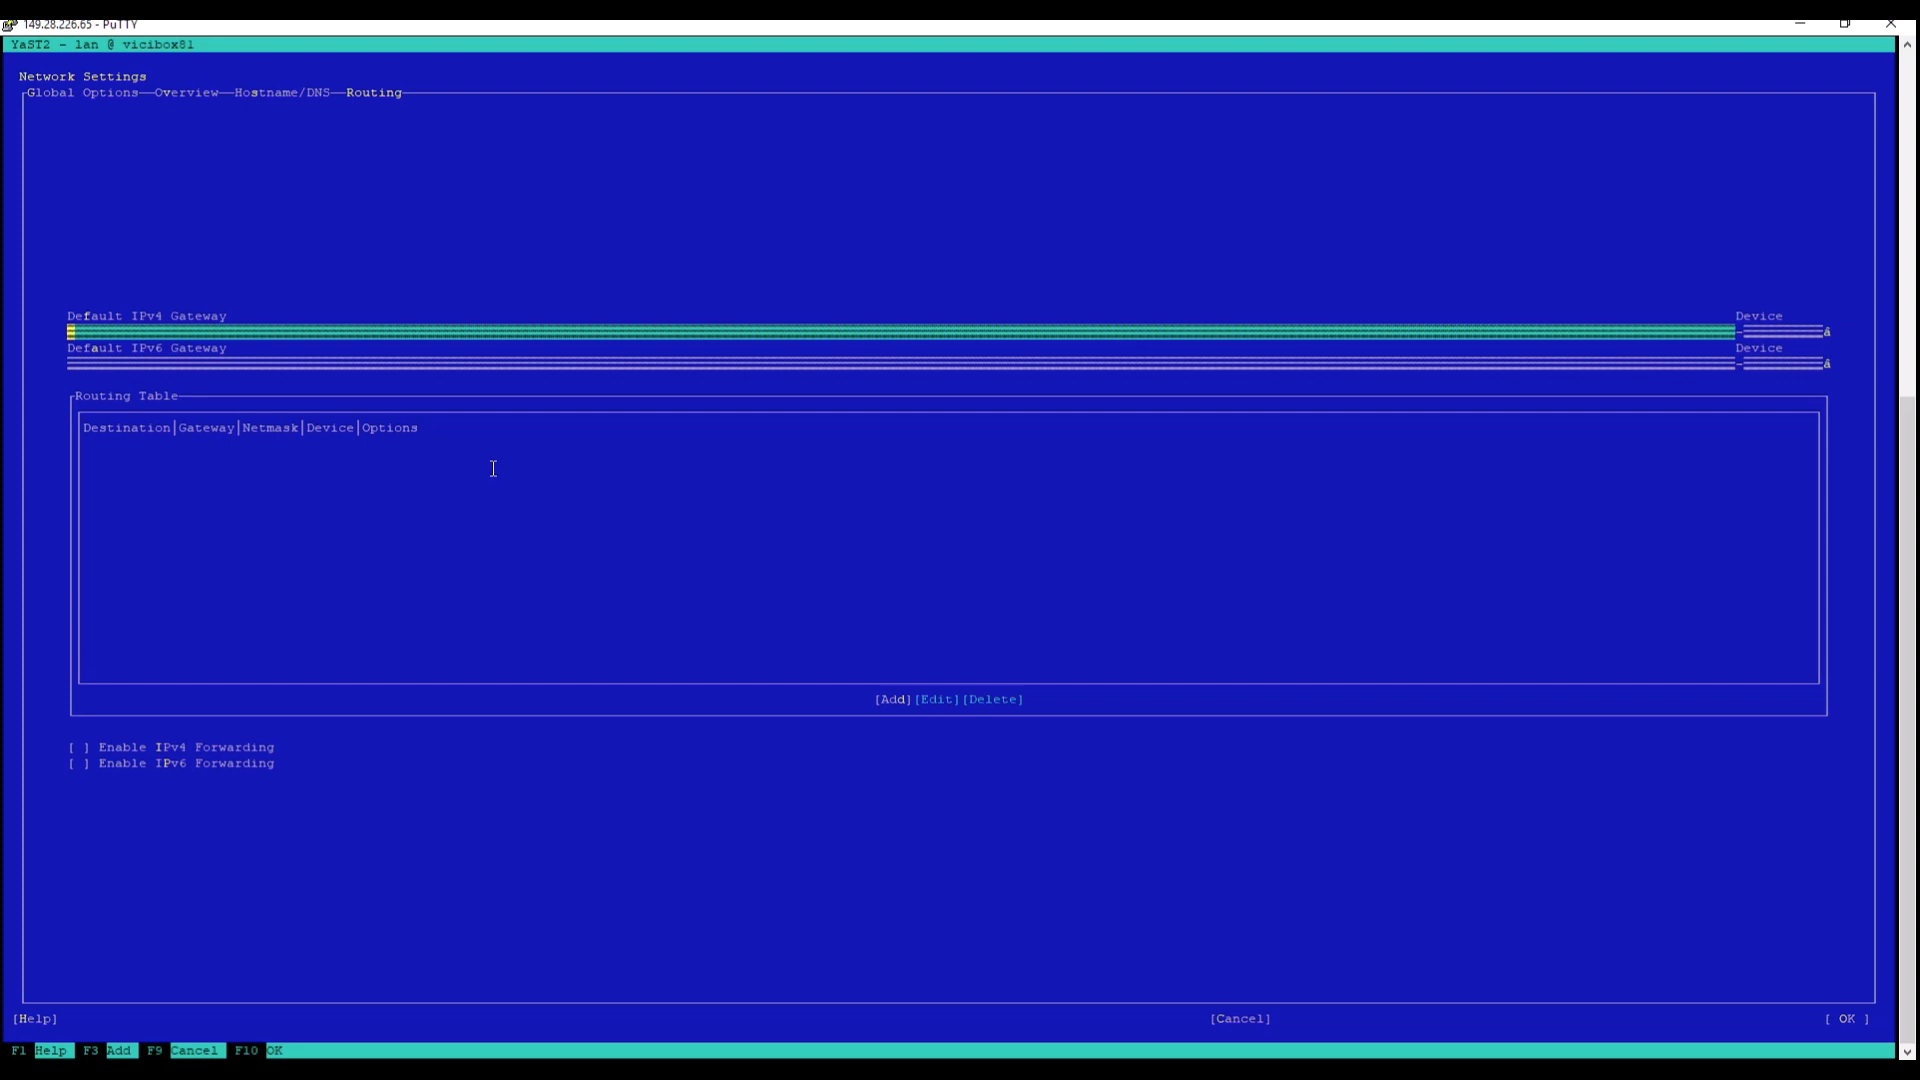 149.28.226.65 - PuTTY
YaST2 - lan @ vicibox81
Network Settings
Global Options—Overview—Hostname/DNS—Routing
Default IPv4 Gateway Device
â
Default IPv6 Gateway Device
â
Routing Table
Destination|Gateway|Netmask|Device|Options
[Add][Edit][Delete]
[ ] Enable IPv4 Forwarding
[ ] Enable IPv6 Forwarding
[Help] [Cancel] [ OK ]
F1 Help F3 Add F9 Cancel F10 OK